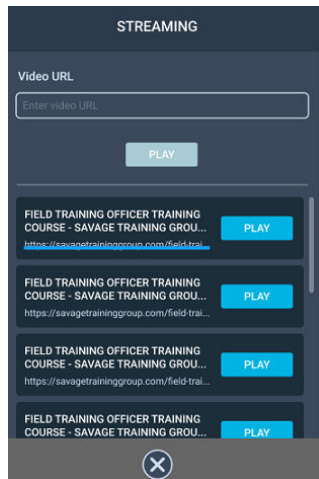 STREAMING
Video URL
Enter video URL
PLAY
FIELD TRAINING OFFICER TRAINING
COURSE - SAVAGE TRAINING GROU...
PLAY
https://savagetraininggroup.com/field-trai...
FIELD TRAINING OFFICER TRAINING
COURSE - SAVAGE TRAINING GROU...
PLAY
https://savagetraininggroup.com/field-trai...
FIELD TRAINING OFFICER TRAINING
COURSE - SAVAGE TRAINING GROU...
PLAY
https://savagetraininggroup.com/field-trai...
FIELD TRAINING OFFICER TRAINING
COURSE - SAVAGE TRAINING GROU...
PLAY